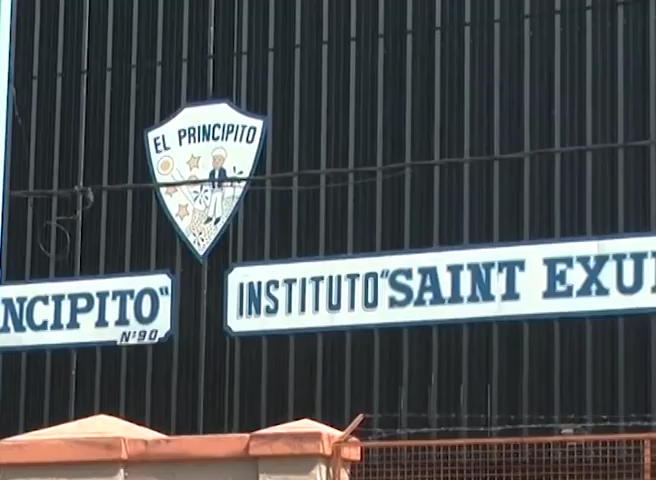 EL PRINCIPITO
NCIPITO"
Nº90
INSTITUTO "SAINT EXU